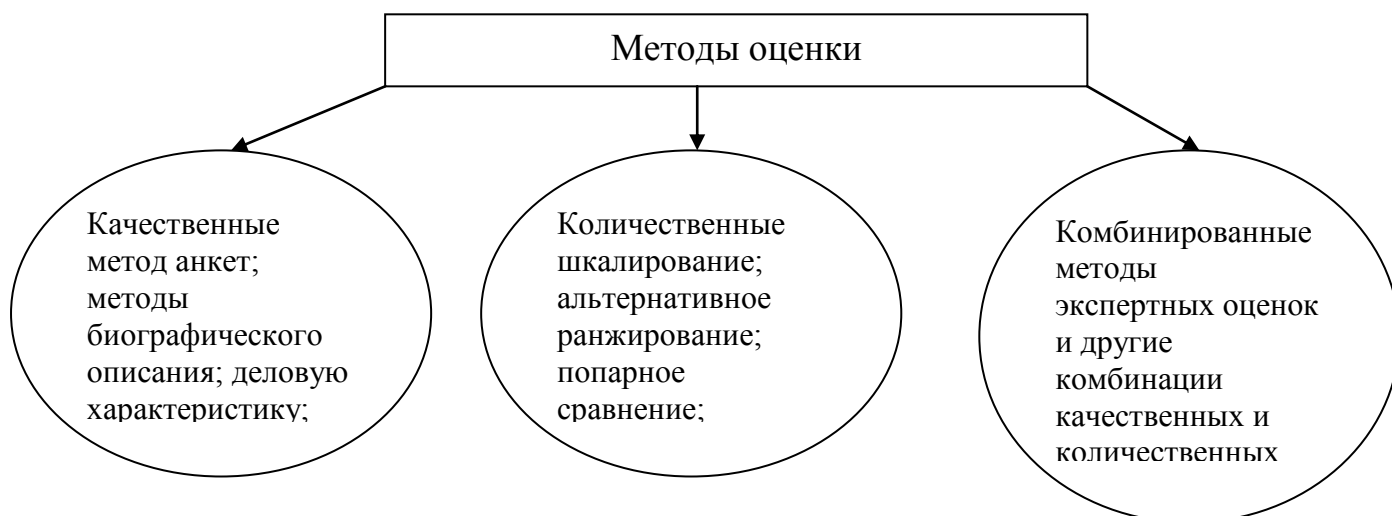 Методы оценки
Качественные
метод анкет;
методы
биографического
описания; деловую
характеристику;
Количественные
шкалирование;
альтернативное
ранжирование;
попарное
сравнение;
Комбинированные
методы
экспертных оценок
и другие
комбинации
качественных и
количественных